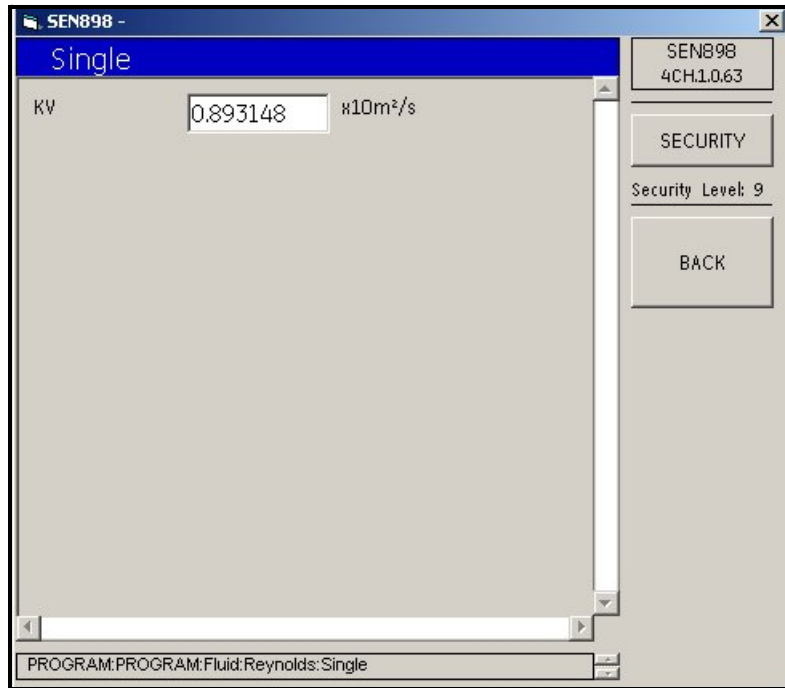 SEN898 -
Single
SEN898
4CH.1.0.63
KV 0.893148 x10m²/s
SECURITY
Security Level: 9
BACK
PROGRAM:PROGRAM:Fluid:Reynolds:Single